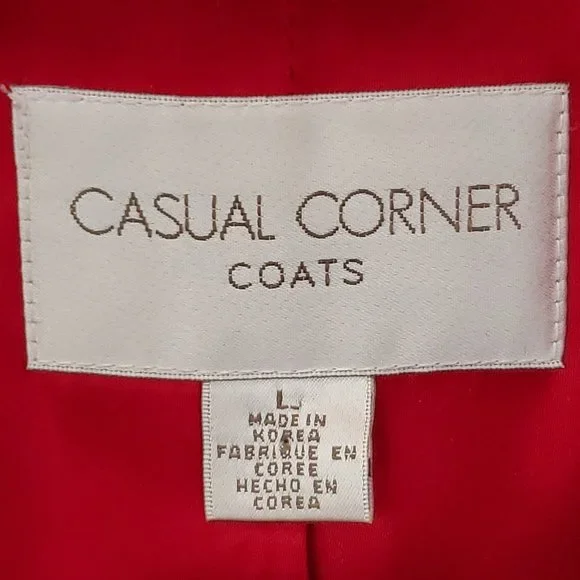 CASUAL CORNER
COATS
L
MADE IN
KOREA
FABRIQUE EN
COREE
HECHO EN
COREA